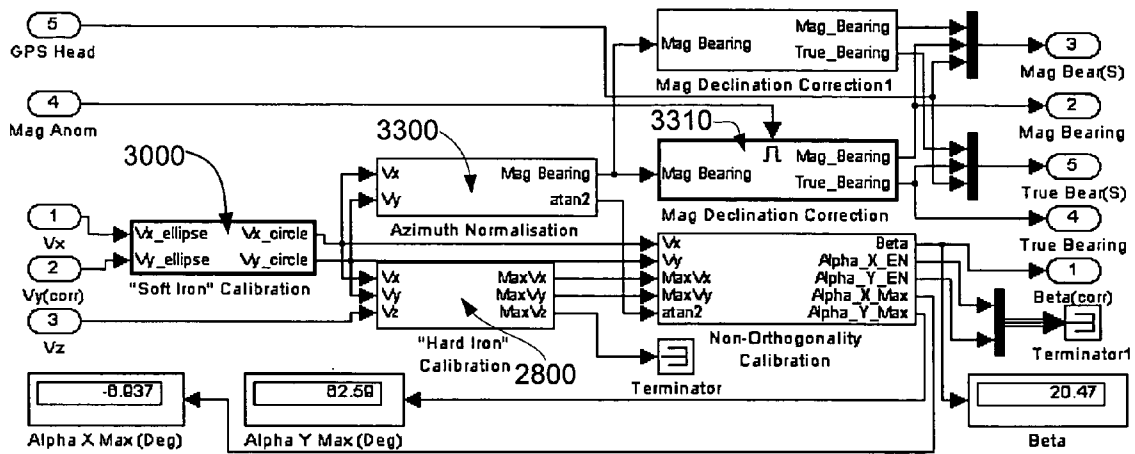 5
GPS Head
4
Mag Anom
3000
1
Vx
2
Vy(corr)
3
Vz
Vx_ellipse
Vy_ellipse
Vx_circle
Vy_circle
"Soft Iron" Calibration
3300
Vx
Vy
Mag Bearing
atan2
Azimuth Normalisation
Vx
Vy
Vz
MaxVx
MaxVy
MaxVz
"Hard Iron"
Calibration
2800
Mag Bearing
Mag_Bearing
True_Bearing
Mag Declination Correction1
3310
Mag Bearing
Mag_Bearing
True_Bearing
Mag Declination Correction
Vx
Vy
MaxVx
MaxVy
atan2
Beta
Alpha_X_EN
Alpha_Y_EN
Alpha_X_Max
Alpha_Y_Max
Non-Orthogonality
Calibration
Terminator
3
Mag Bear(S)
2
Mag Bearing
5
True Bear(S)
4
True Bearing
1
Beta(corr)
Terminator1
Alpha X Max (Deg)
Alpha Y Max (Deg)
20.47
Beta